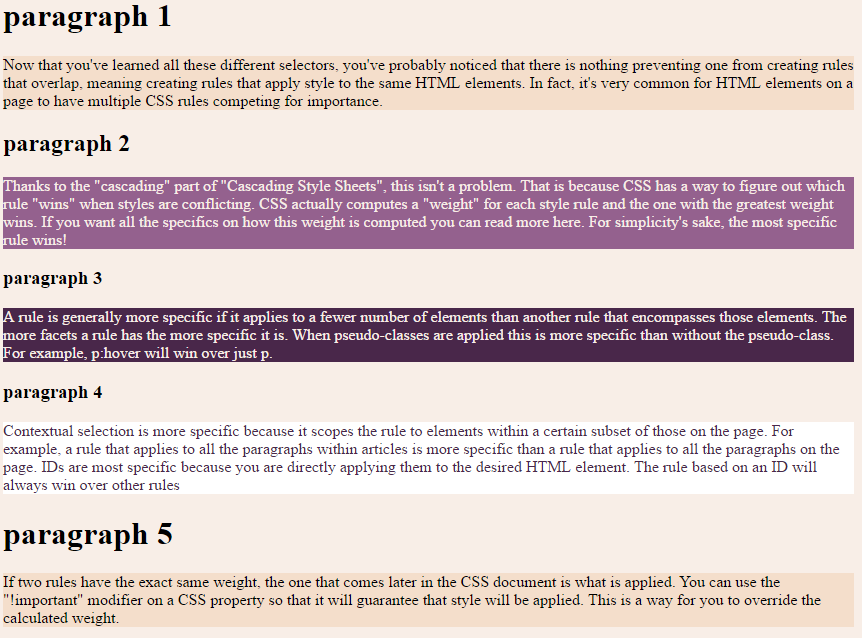 paragraph 1
Now that you've learned all these different selectors, you've probably noticed that there is nothing preventing one from creating rules
that overlap, meaning creating rules that apply style to the same HTML elements. In fact, it's very common for HTML elements on a
page to have multiple CSS rules competing for importance.
paragraph 2
Thanks to the "cascading" part of "Cascading Style Sheets", this isn't a problem. That is because CSS has a way to figure out which
rule "wins" when styles are conflicting. CSS actually computes a "weight" for each style rule and the one with the greatest weight
wins. If you want all the specifics on how this weight is computed you can read more here. For simplicity's sake, the most specific
rule wins!
paragraph 3
A rule is generally more specific if it applies to a fewer number of elements than another rule that encompasses those elements. The
more facets a rule has the more specific it is. When pseudo-classes are applied this is more specific than without the pseudo-class.
For example, p:hover will win over just p.
paragraph 4
Contextual selection is more specific because it scopes the rule to elements within a certain subset of those on the page. For
example, a rule that applies to all the paragraphs within articles is more specific than a rule that applies to all the paragraphs on the
page. IDs are most specific because you are directly applying them to the desired HTML element. The rule based on an ID will
always win over other rules
paragraph 5
If two rules have the exact same weight, the one that comes later in the CSS document is what is applied. You can use the
"!important" modifier on a CSS property so that it will guarantee that style will be applied. This is a way for you to override the
calculated weight.